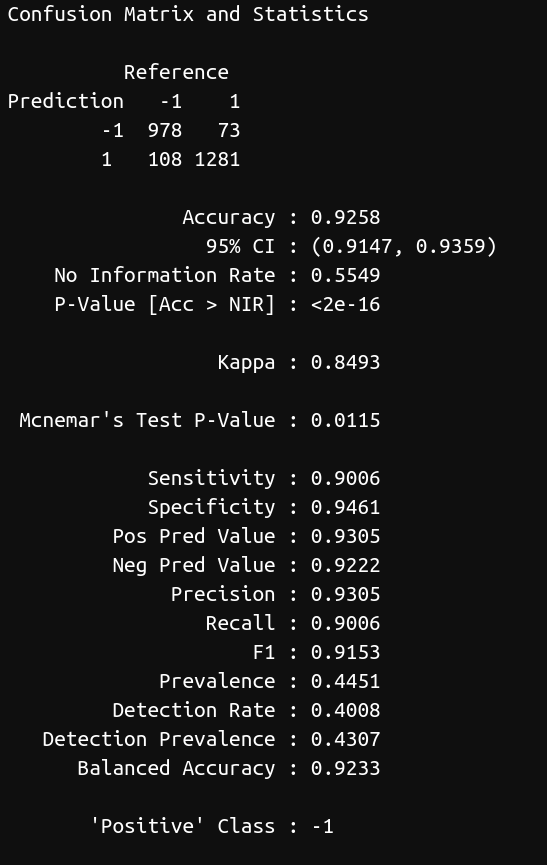 Confusion Matrix and Statistics
Reference
Prediction -1 1
-1 978 73
1 108 1281
Accuracy : 0.9258
95% CI : (0.9147, 0.9359)
No Information Rate : 0.5549
P-Value [Acc > NIR] : <2e-16
Kappa : 0.8493
Mcnemar's Test P-Value : 0.0115
Sensitivity : 0.9006
Specificity : 0.9461
Pos Pred Value : 0.9305
Neg Pred Value : 0.9222
Precision : 0.9305
Recall : 0.9006
F1 : 0.9153
Prevalence : 0.4451
Detection Rate : 0.4008
Detection Prevalence : 0.4307
Balanced Accuracy : 0.9233
'Positive' Class : -1